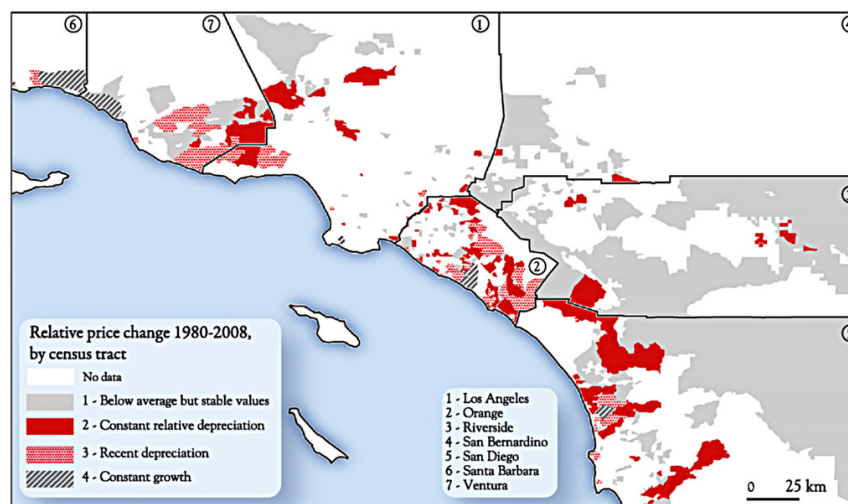 6
7
1
4
2
Relative price change 1980-2008,
by census tract
No data
1 - Below average but stable values
2 - Constant relative depreciation
3 - Recent depreciation
4 - Constant growth
1 - Los Angeles
2 - Orange
3 - Riverside
4 - San Bernardino
5 - San Diego
6 - Santa Barbara
7 - Ventura
0 25 km